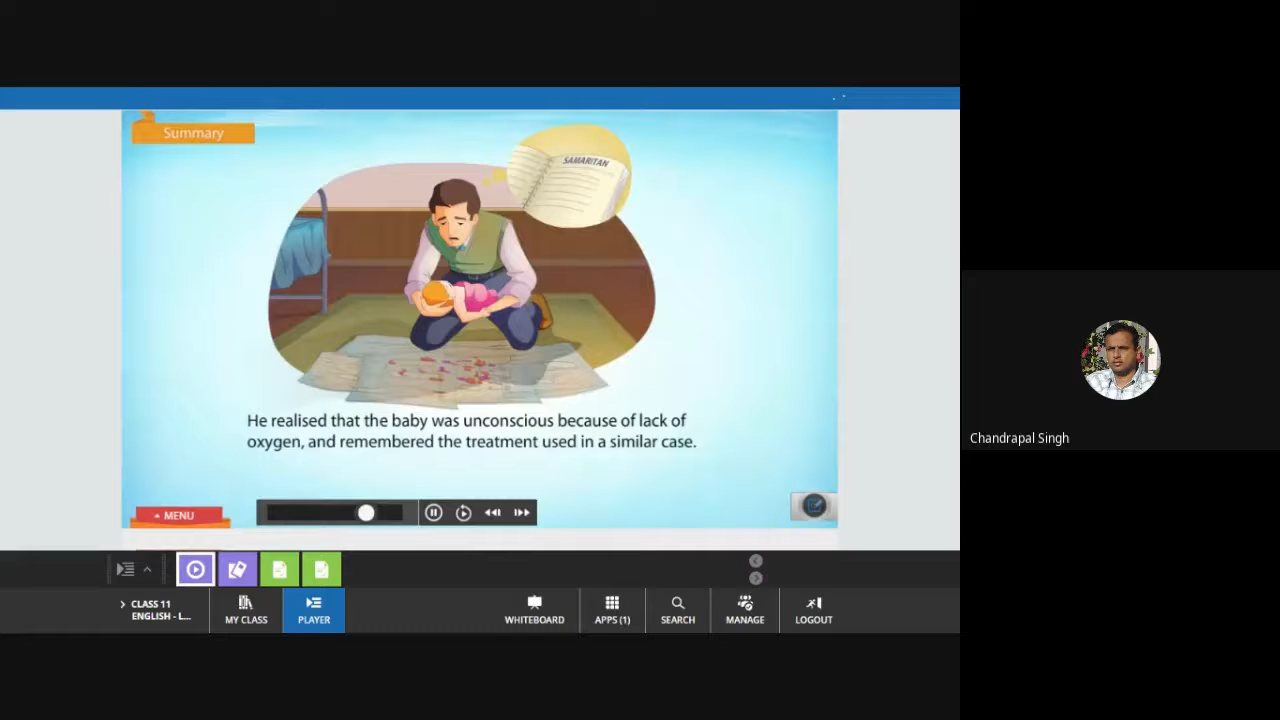 Summary
SAMARITAN
He realised that the baby was unconscious because of lack of
oxygen, and remembered the treatment used in a similar case.
MENU
Chandrapal Singh
CLASS 11
ENGLISH - L...
MY CLASS
PLAYER
WHITEBOARD
APPS (1)
SEARCH
MANAGE
LOGOUT